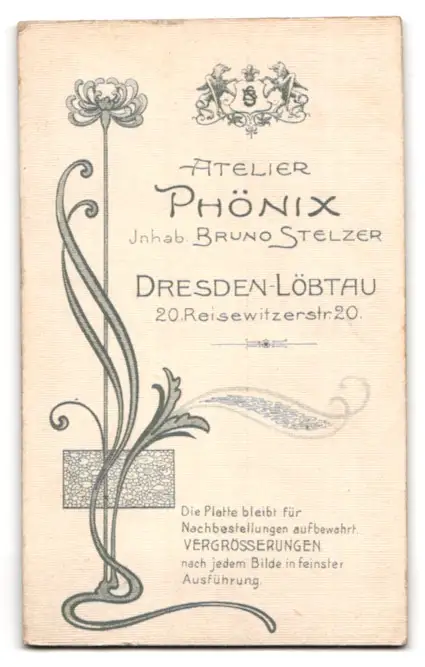 ATELIER
PHÖNIX
Jnhab. BRUNO STELZER
DRESDEN-LÖBTAU
20. Reisewitzerstr. 20.
Die Platte bleibt für
Nachbestellungen aufbewahrt.
VERGRÖSSERUNGEN
nach jedem Bilde in feinster
Ausführung.